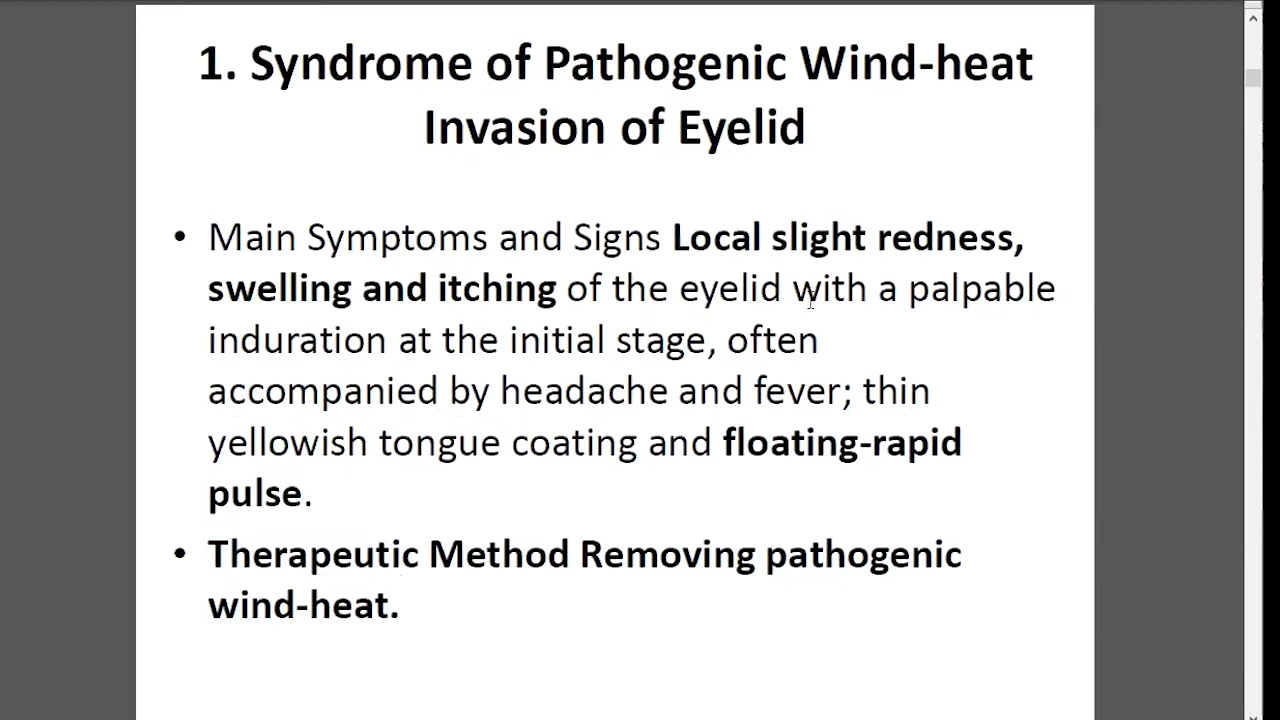 1. Syndrome of Pathogenic Wind-heat
Invasion of Eyelid
• Main Symptoms and Signs Local slight redness,
swelling and itching of the eyelid with a palpable
induration at the initial stage, often
accompanied by headache and fever; thin
yellowish tongue coating and floating-rapid
pulse.
• Therapeutic Method Removing pathogenic
wind-heat.